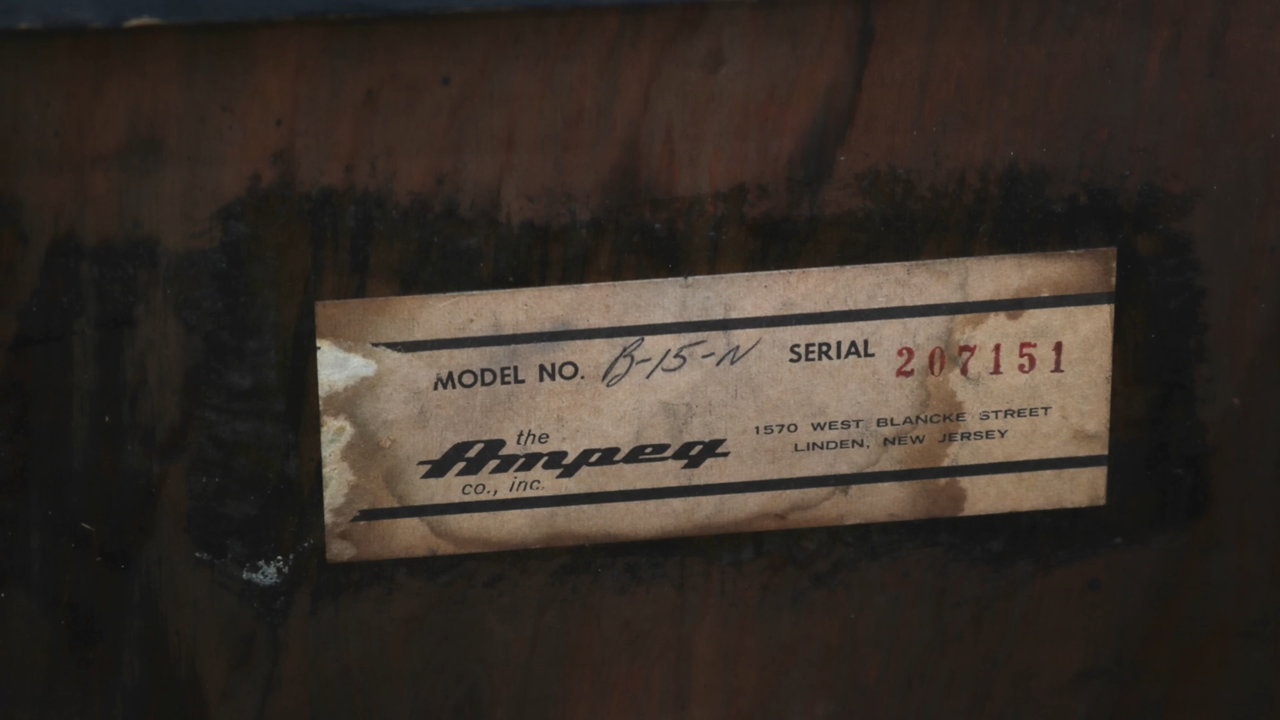 MODEL NO. B-15-N SERIAL 207151
the
Ampeg
co., inc.
1570 WEST BLANCKE STREET
LINDEN, NEW JERSEY